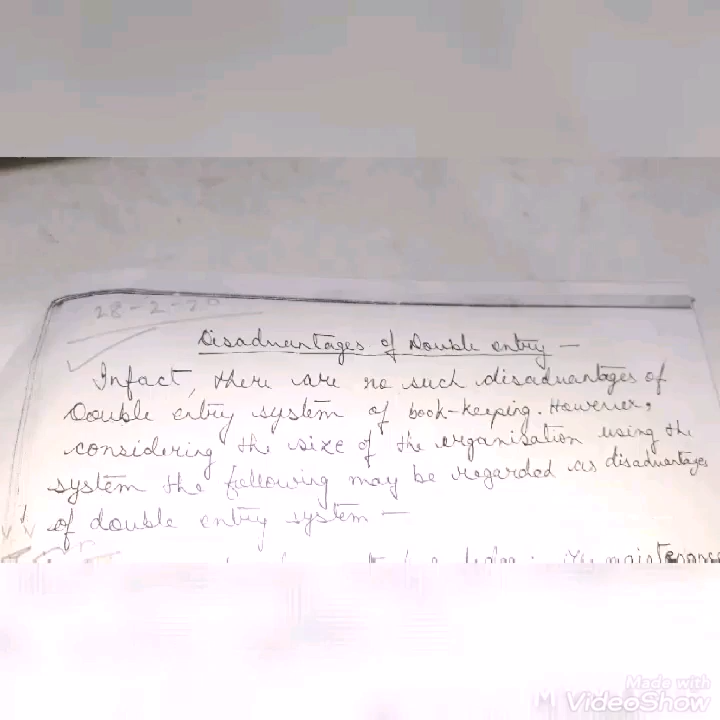 28-2-20
Disadvantages of Double entry —
Infact, there are no such disadvantages of
Double entry system of book-keeping. However,
considering the size of the organisation using the
system the following may be regarded as disadvantages
of double entry system —
maintenance
Made with
VideoShow